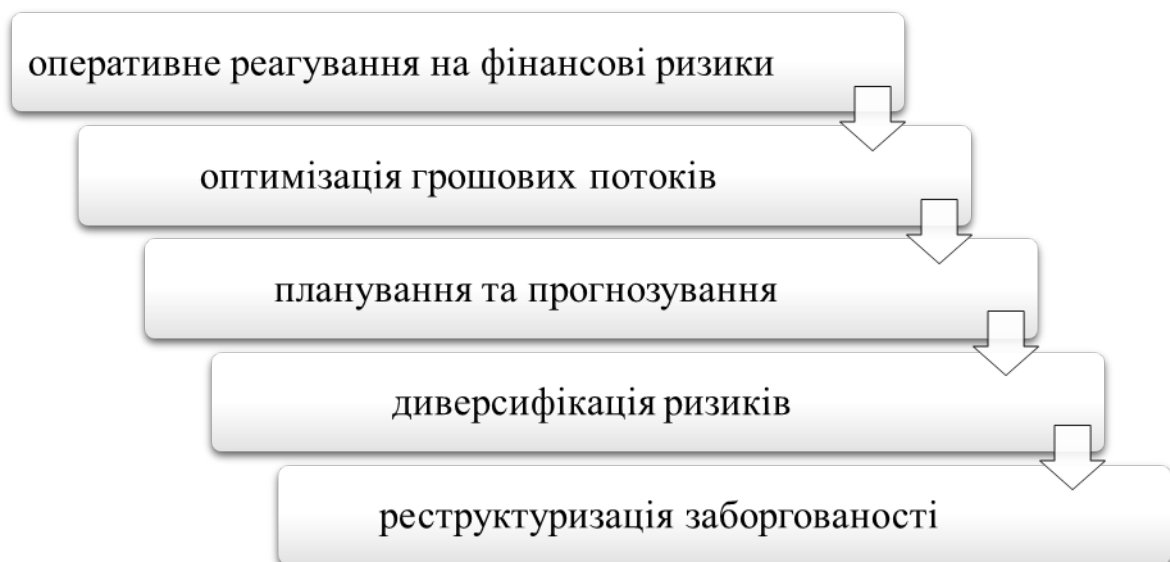 оперативне реагування на фінансові ризики
оптимізація грошових потоків
планування та прогнозування
диверсифікація ризиків
реструктуризація заборгованості